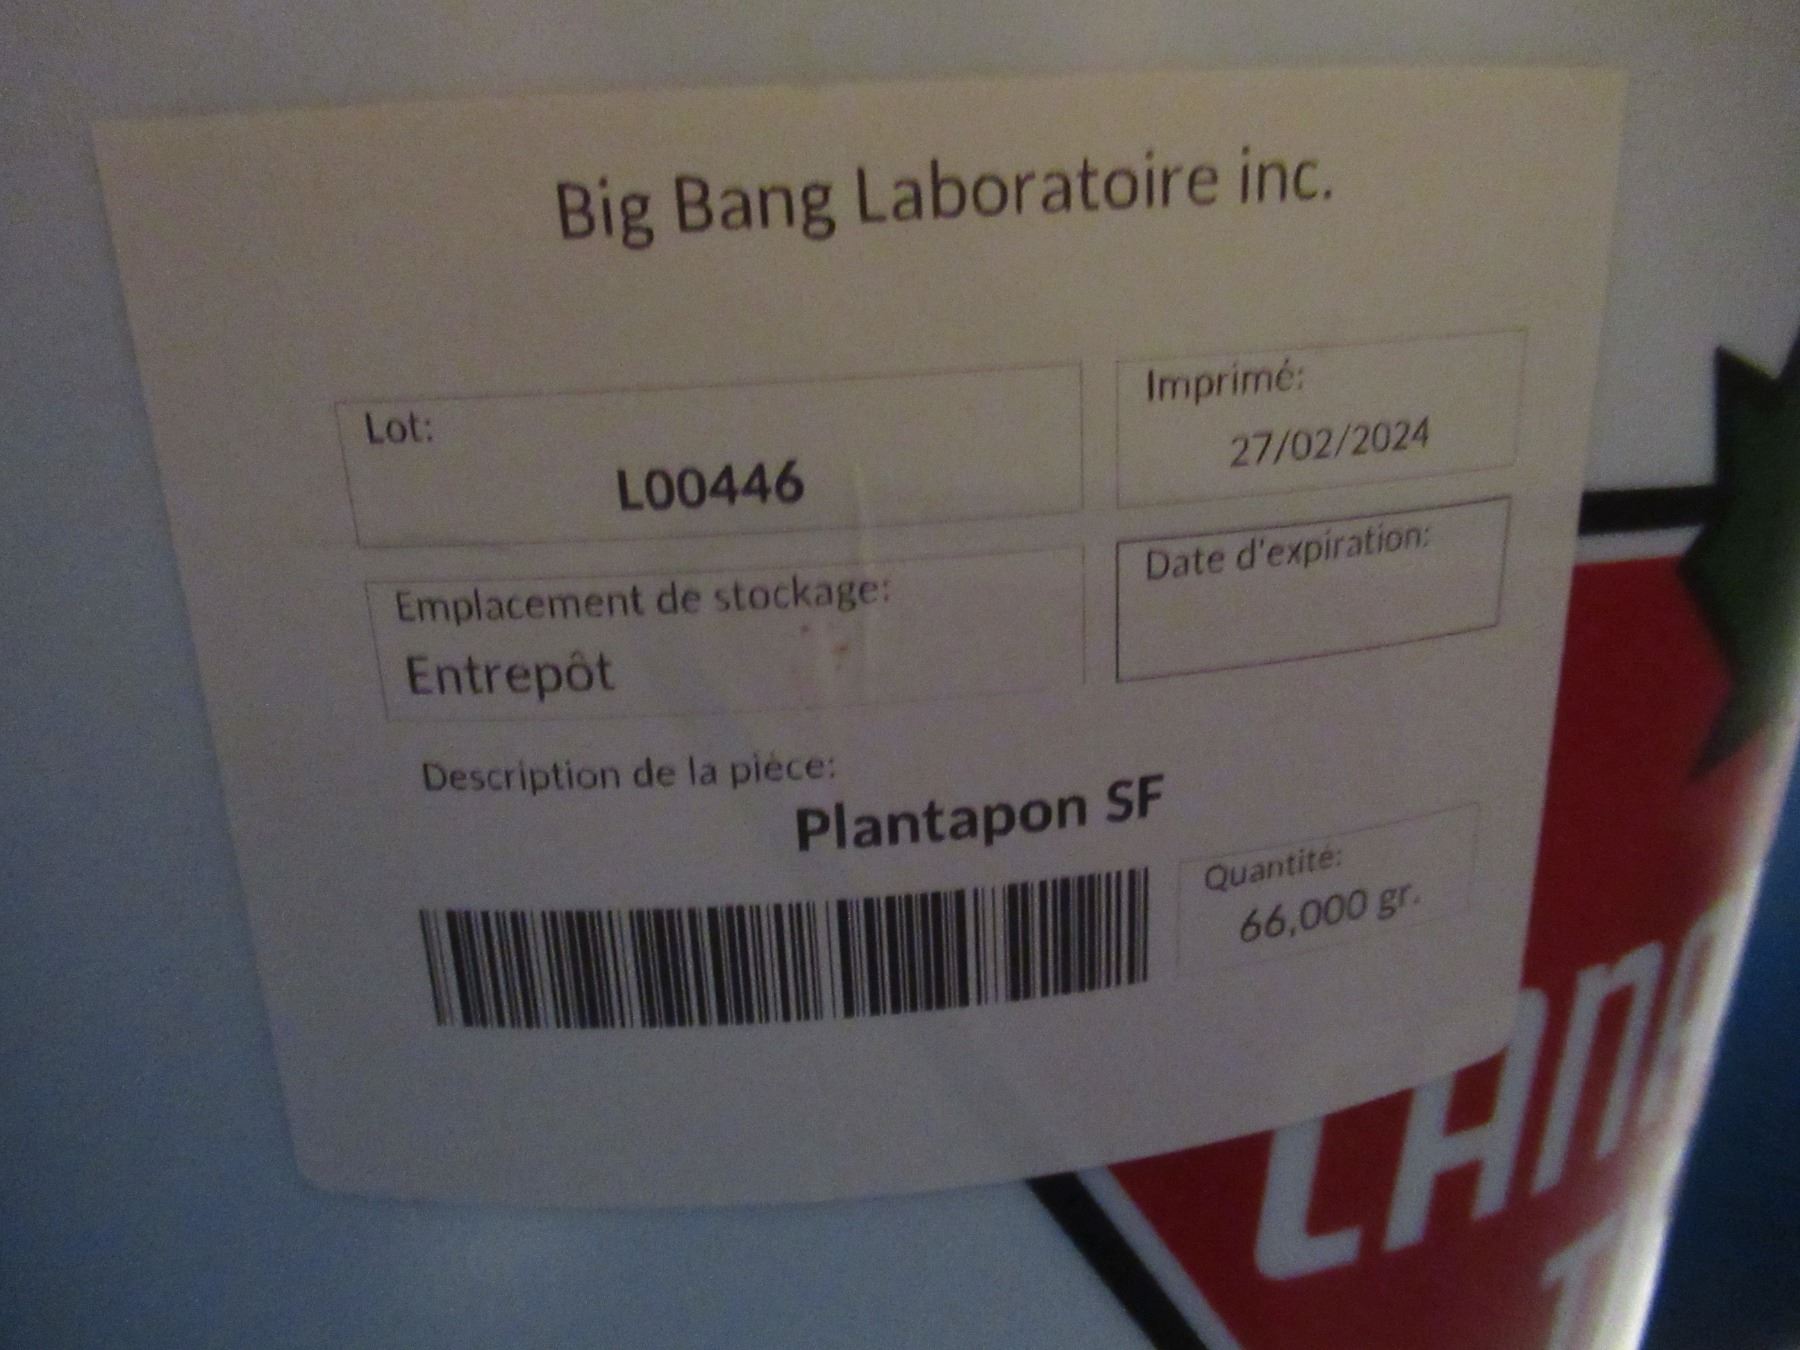 Big Bang Laboratoire inc.
Lot:
L00446
Imprimé:
27/02/2024
Emplacement de stockage:
Entrepôt
Date d'expiration:
Description de la pièce:
Plantapon SF
Quantité:
66,000 gr.